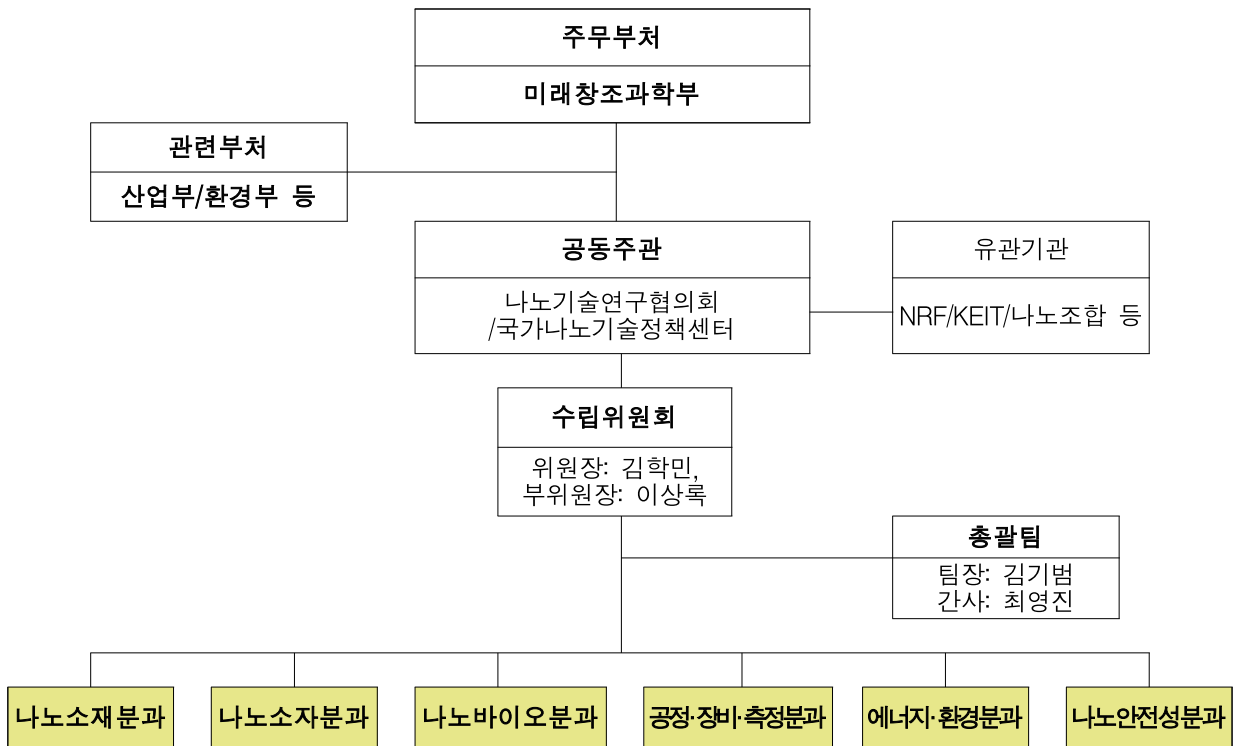 주무부처
미래창조과학부
관련부처
산업부/환경부 등
공동주관
나노기술연구협의회
/국가나노기술정책센터
유관기관
NRF/KEIT/나노조합 등
수립위원회
위원장: 김학민,
부위원장: 이상록
총괄팀
팀장: 김기범
간사: 최영진
나노소재분과
나노소자분과
나노바이오분과
공정·장비·측정분과
에너지·환경분과
나노안전성분과